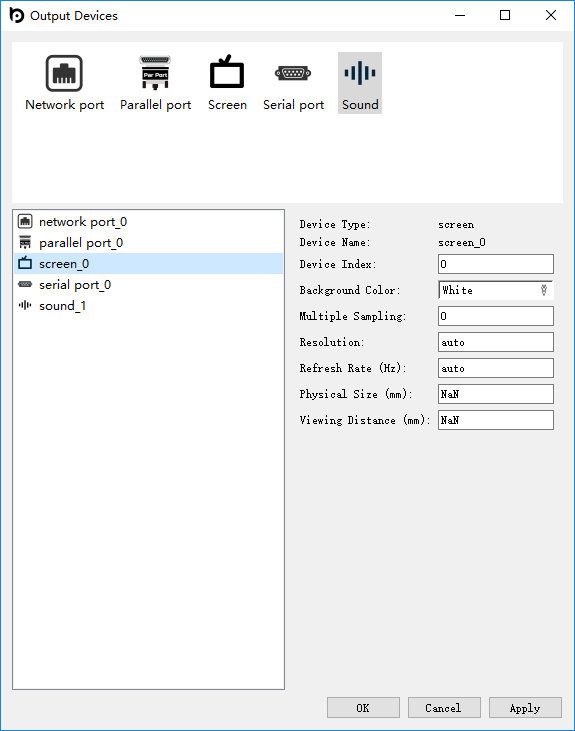 Output Devices
Per Port
Network port Parallel port Screen Serial port Sound
network port_0
parallel port_0
screen_0
serial port_0
sound_1
Device Type: screen
Device Name: screen_0
Device Index: 0
Background Color: White
Multiple Sampling: 0
Resolution: auto
Refresh Rate (Hz): auto
Physical Size (mm): NaN
Viewing Distance (mm): NaN
OK Cancel Apply